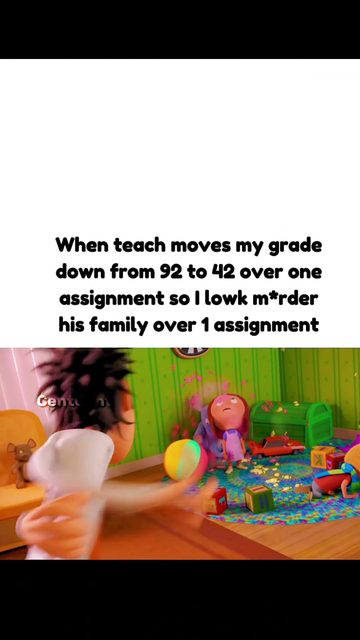 When teach moves my grade
down from 92 to 42 over one
assignment so I lowk m*rder
his family over 1 assignment